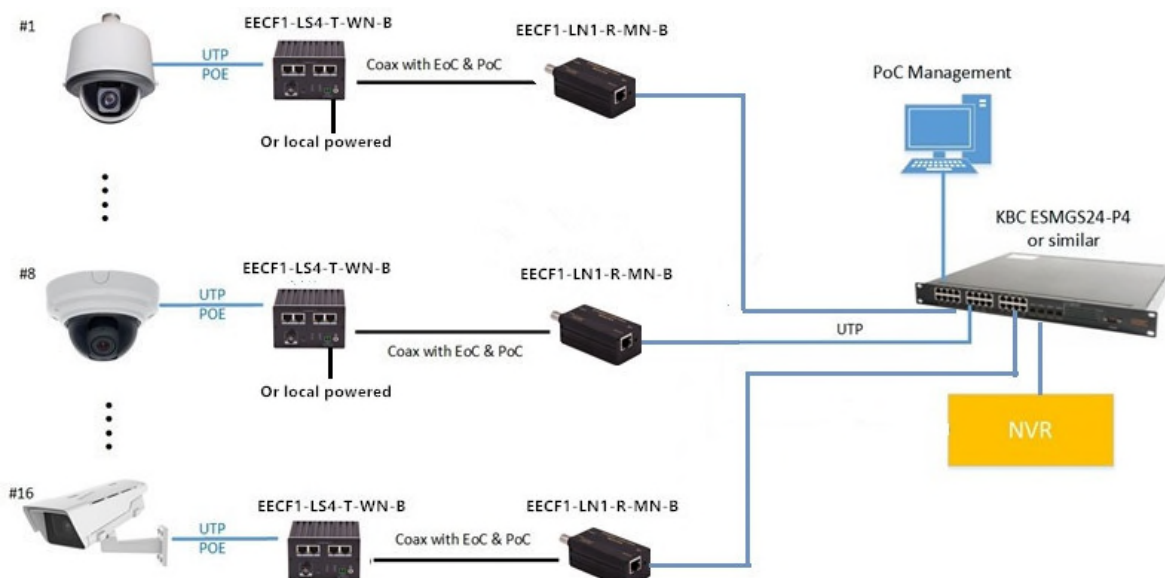 #1
EECF1-LS4-T-WN-B
EECF1-LN1-R-MN-B
UTP
POE
Coax with EoC & PoC
Or local powered
PoC Management
KBC ESMGS24-P4
or similar
#8
EECF1-LS4-T-WN-B
EECF1-LN1-R-MN-B
UTP
POE
Coax with EoC & PoC
UTP
Or local powered
NVR
#16
EECF1-LS4-T-WN-B
EECF1-LN1-R-MN-B
UTP
POE
Coax with EoC & PoC